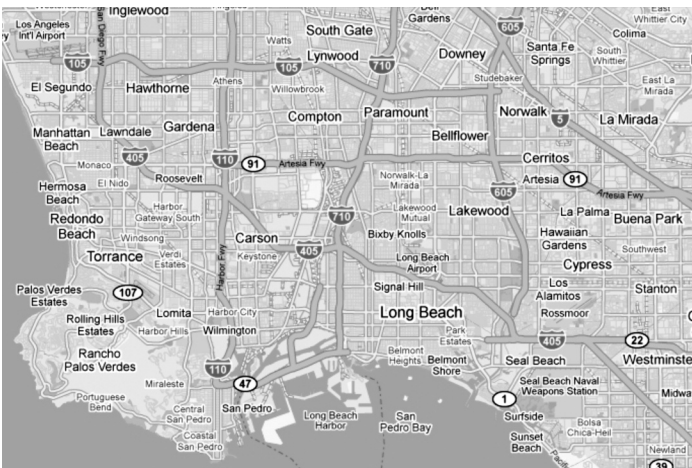 Inglewood
Gardens
East
Whittier City
Los Angeles
Int'l Airport
San Diego Fwy
South Gate
605
Colima
Watts
Lynwood
Downey
Santa Fe
Springs
South
Whittier
105
105
710
Athens
Studebaker
El Segundo
Hawthorne
Willowbrook
East La
Mirada
Compton
Paramount
Norwalk
5
La Mirada
Manhattan
Beach
Lawndale
Gardena
Bellflower
405
110
91
Artesia Fwy
Cerritos
Monaco
El Nido
Roosevelt
Norwalk-La
Mirada
Artesia
91
Artesia Fwy
Hermosa
Beach
605
Redondo
Beach
Harbor
Gateway South
710
Lakewood
Mutual
Lakewood
La Palma
Buena Park
Windsong
Carson
Bixby Knolls
Hawaiian
Gardens
Torrance
Verdi
Estates
Harbor Fwy
Keystone
405
Long Beach
Airport
Southwest
Cypress
Palos Verdes
Estates
107
Signal Hill
Los
Alamitos
Stanton
Rolling Hills
Estates
Lomita
Harbor City
Long Beach
Rossmoor
Harbor Hills
Wilmington
Park
Estates
405
22
Rancho
Palos Verdes
110
Belmont
Heights
Belmont
Shore
Seal Beach
Westminste
Miraleste
47
Seal Beach Naval
Weapons Station
Portuguese
Bend
Central
San Pedro
San Pedro
Long Beach
Harbor
San
Pedro Bay
1
Surfside
Midwa
Coastal
San Pedro
Sunset
Beach
Bolsa
Chica-Heil
Newland
39